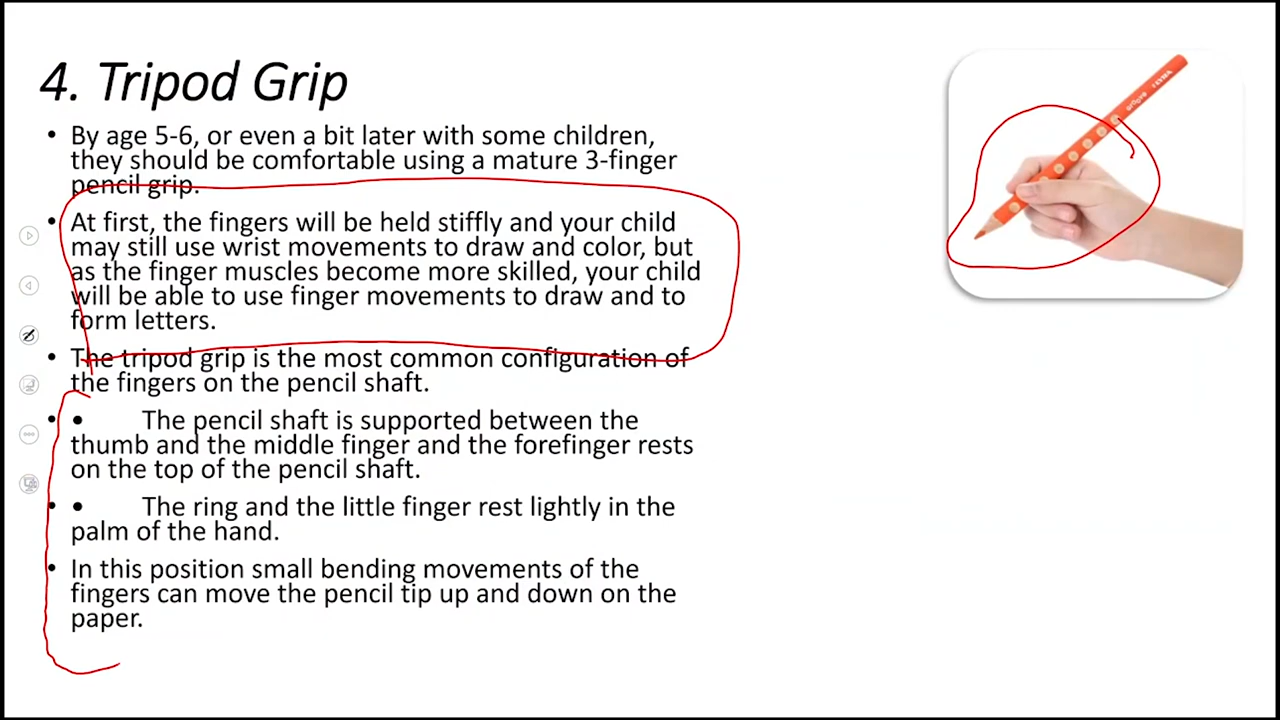 4. Tripod Grip
• By age 5-6, or even a bit later with some children,
they should be comfortable using a mature 3-finger
pencil grip.
• At first, the fingers will be held stiffly and your child
may still use wrist movements to draw and color, but
as the finger muscles become more skilled, your child
will be able to use finger movements to draw and to
form letters.
• The tripod grip is the most common configuration of
the fingers on the pencil shaft.
• • The pencil shaft is supported between the
thumb and the middle finger and the forefinger rests
on the top of the pencil shaft.
• • The ring and the little finger rest lightly in the
palm of the hand.
• In this position small bending movements of the
fingers can move the pencil tip up and down on the
paper.
groove LYRA